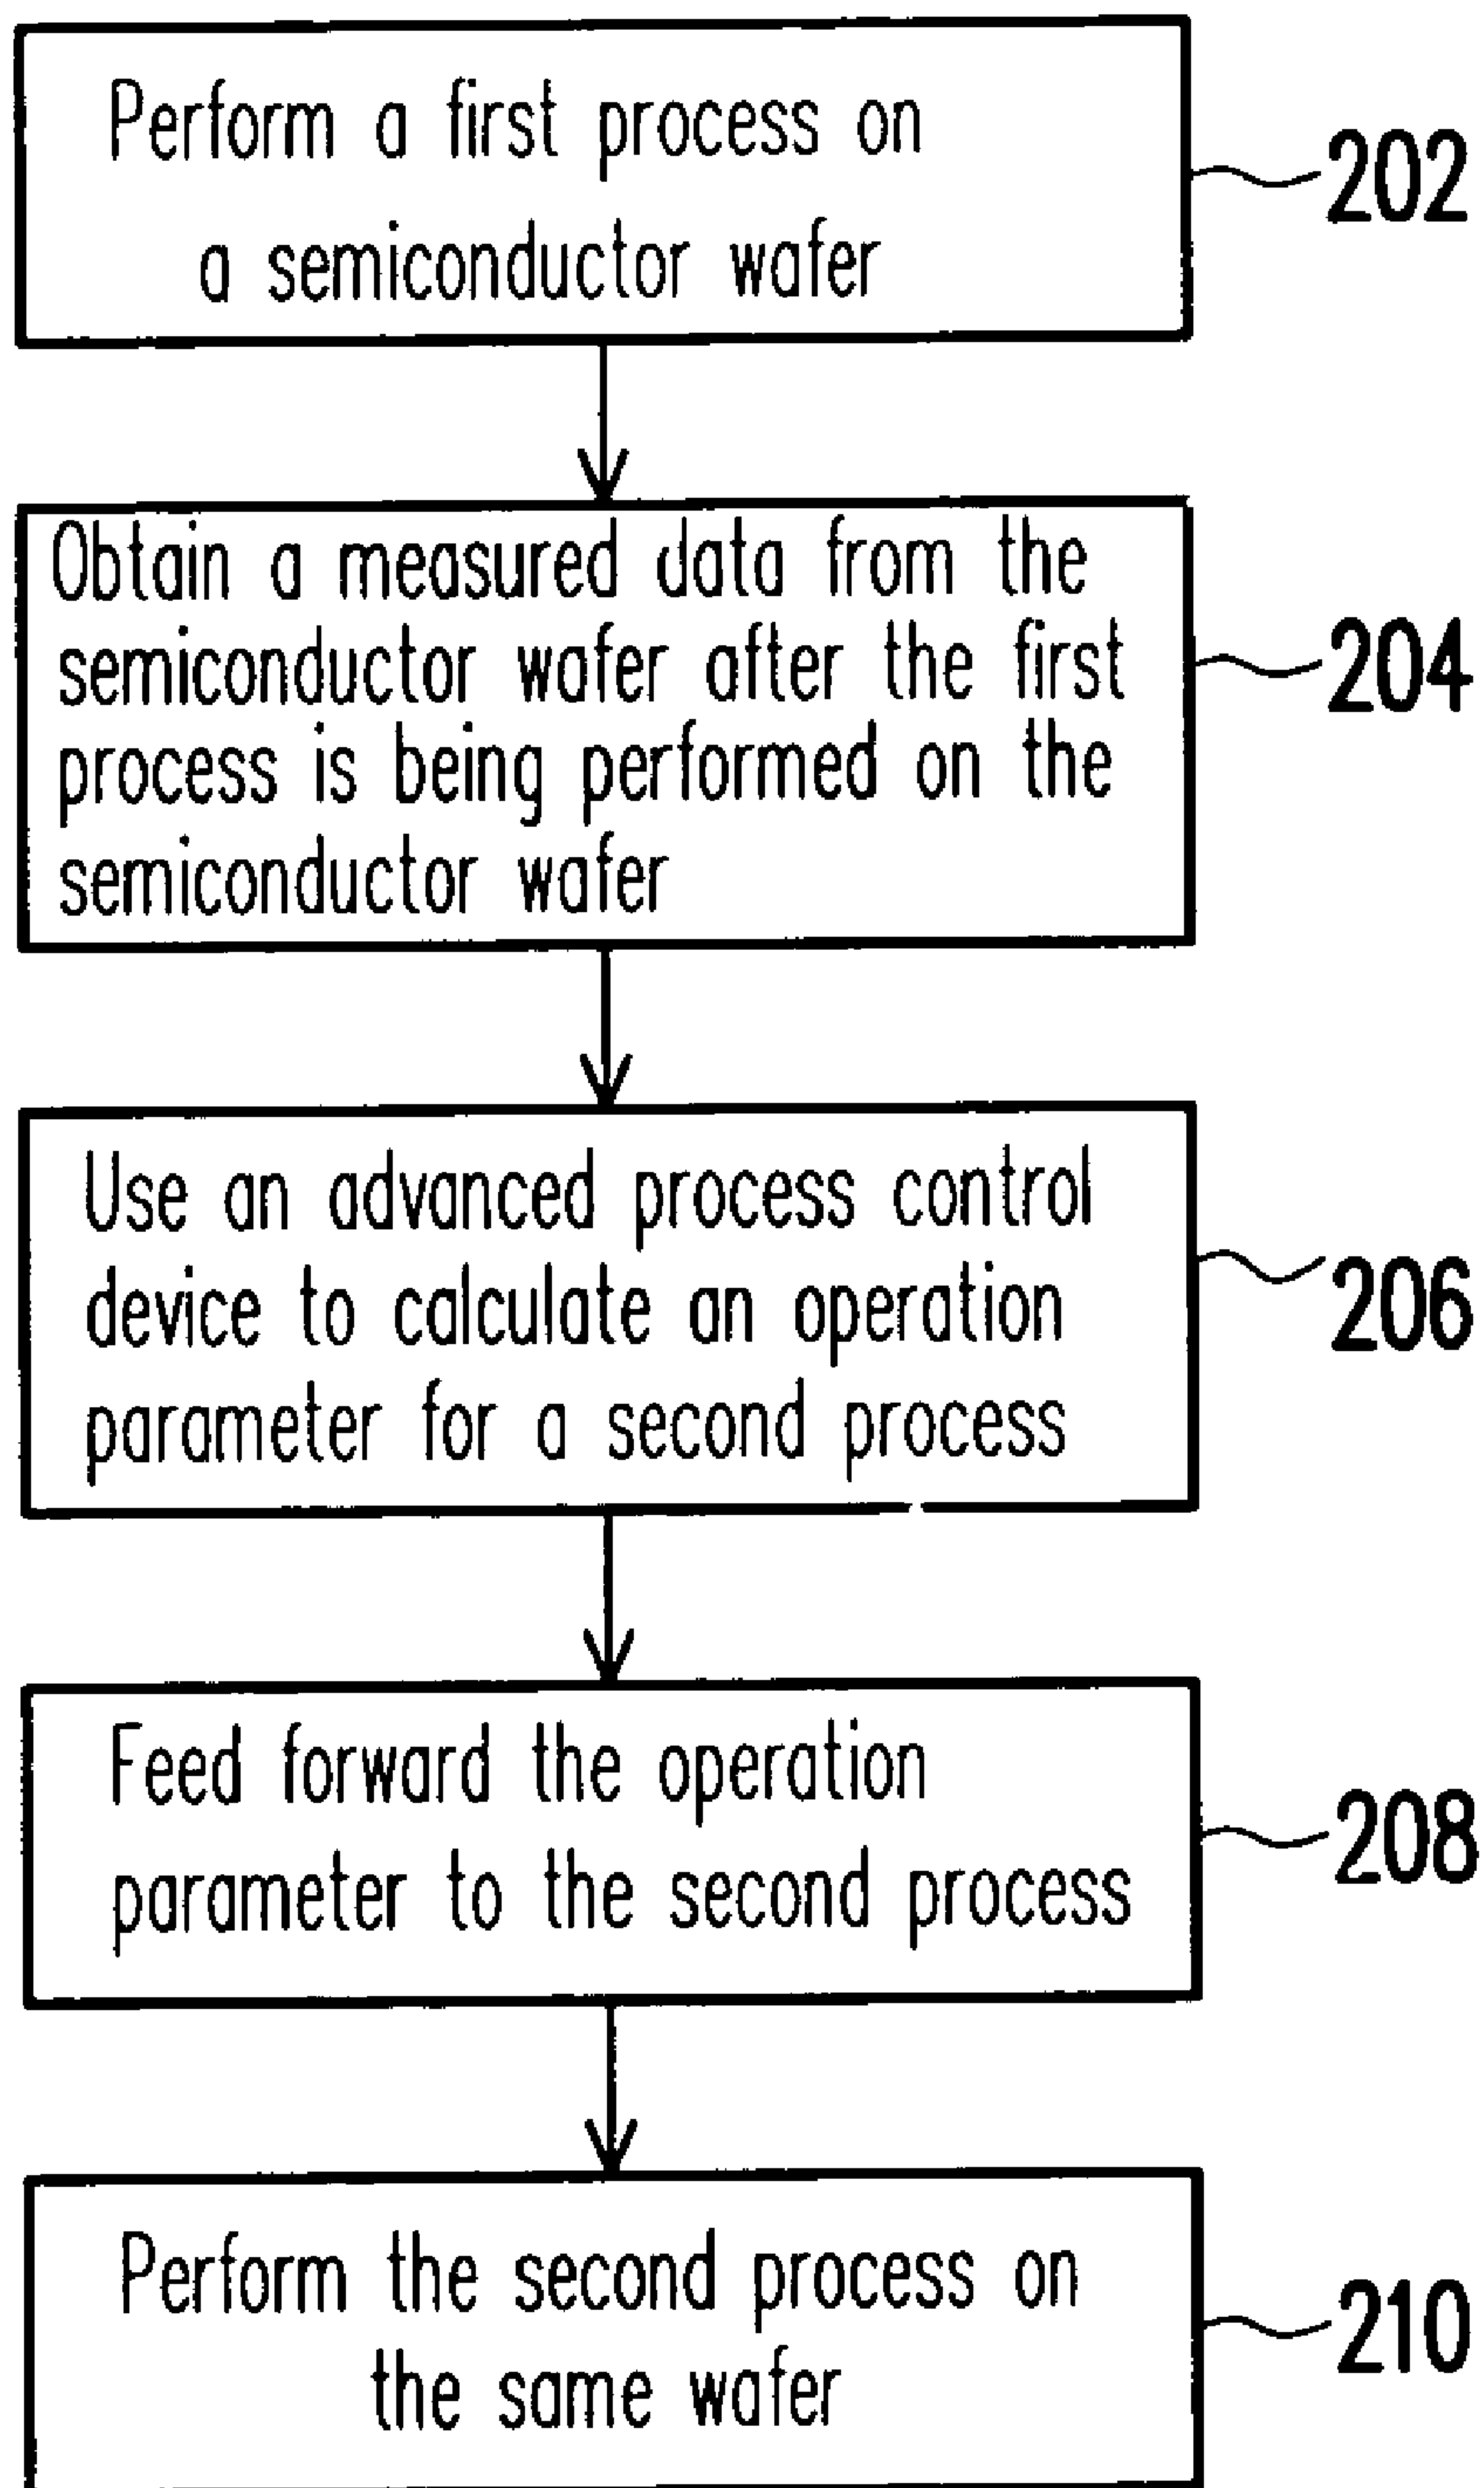 Perform a first process on
a semiconductor wafer
202
Obtain a measured data from the
semiconductor wafer after the first
process is being performed on the
semiconductor wafer
204
Use an advanced process control
device to calculate an operation
parameter for a second process
206
Feed forward the operation
parameter to the second process
208
Perform the second process on
the same wafer
210